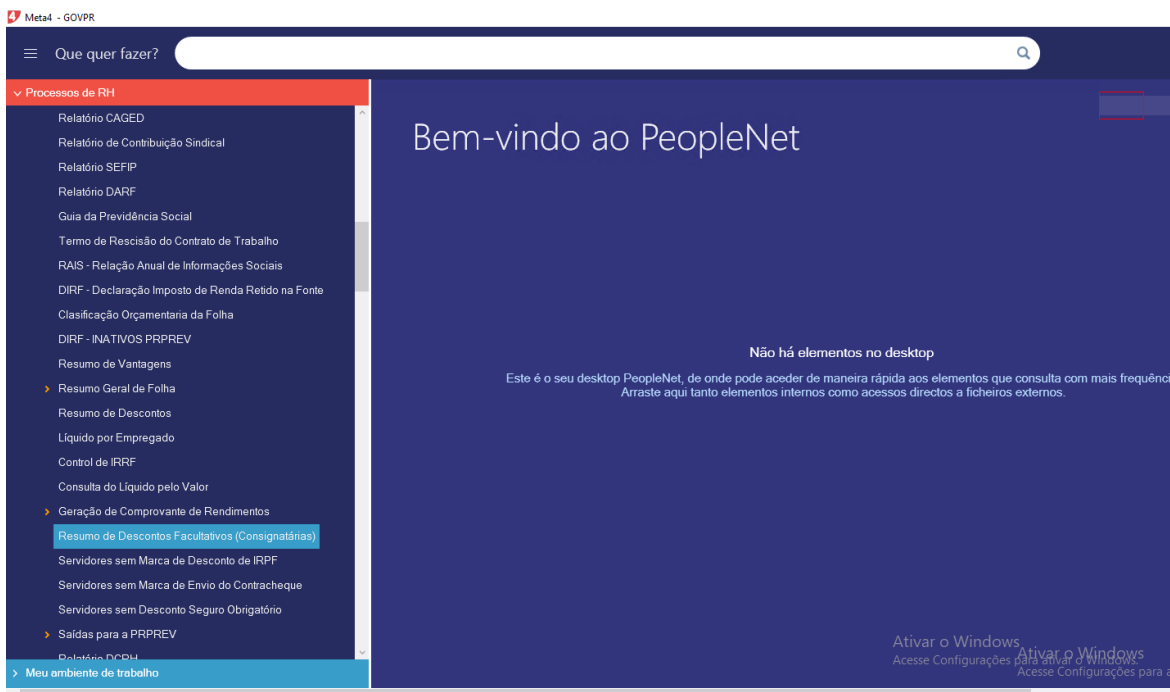 Meta4 - GOVPR
Que quer fazer?
Processos de RH
Relatório CAGED
Relatório de Contribuição Sindical
Relatório SEFIP
Relatório DARF
Guia da Previdência Social
Termo de Rescisão do Contrato de Trabalho
RAIS - Relação Anual de Informações Sociais
DIRF - Declaração Imposto de Renda Retido na Fonte
Clasificação Orçamentaria da Folha
DIRF - INATIVOS PRPREV
Resumo de Vantagens
Resumo Geral de Folha
Resumo de Descontos
Líquido por Empregado
Control de IRRF
Consulta do Líquido pelo Valor
Geração de Comprovante de Rendimentos
Resumo de Descontos Facultativos (Consignatárias)
Servidores sem Marca de Desconto de IRPF
Servidores sem Marca de Envio do Contracheque
Servidores sem Desconto Seguro Obrigatório
Saídas para a PRPREV
Relatório DCRH
Meu ambiente de trabalho
Bem-vindo ao PeopleNet
Não há elementos no desktop
Este é o seu desktop PeopleNet, de onde pode aceder de maneira rápida aos elementos que consulta com mais frequênci
Arraste aqui tanto elementos internos como acessos directos a ficheiros externos.
Ativar o Windows
Acesse Configurações para ativar o Windows.
Ativar o Windows
Acesse Configurações para a